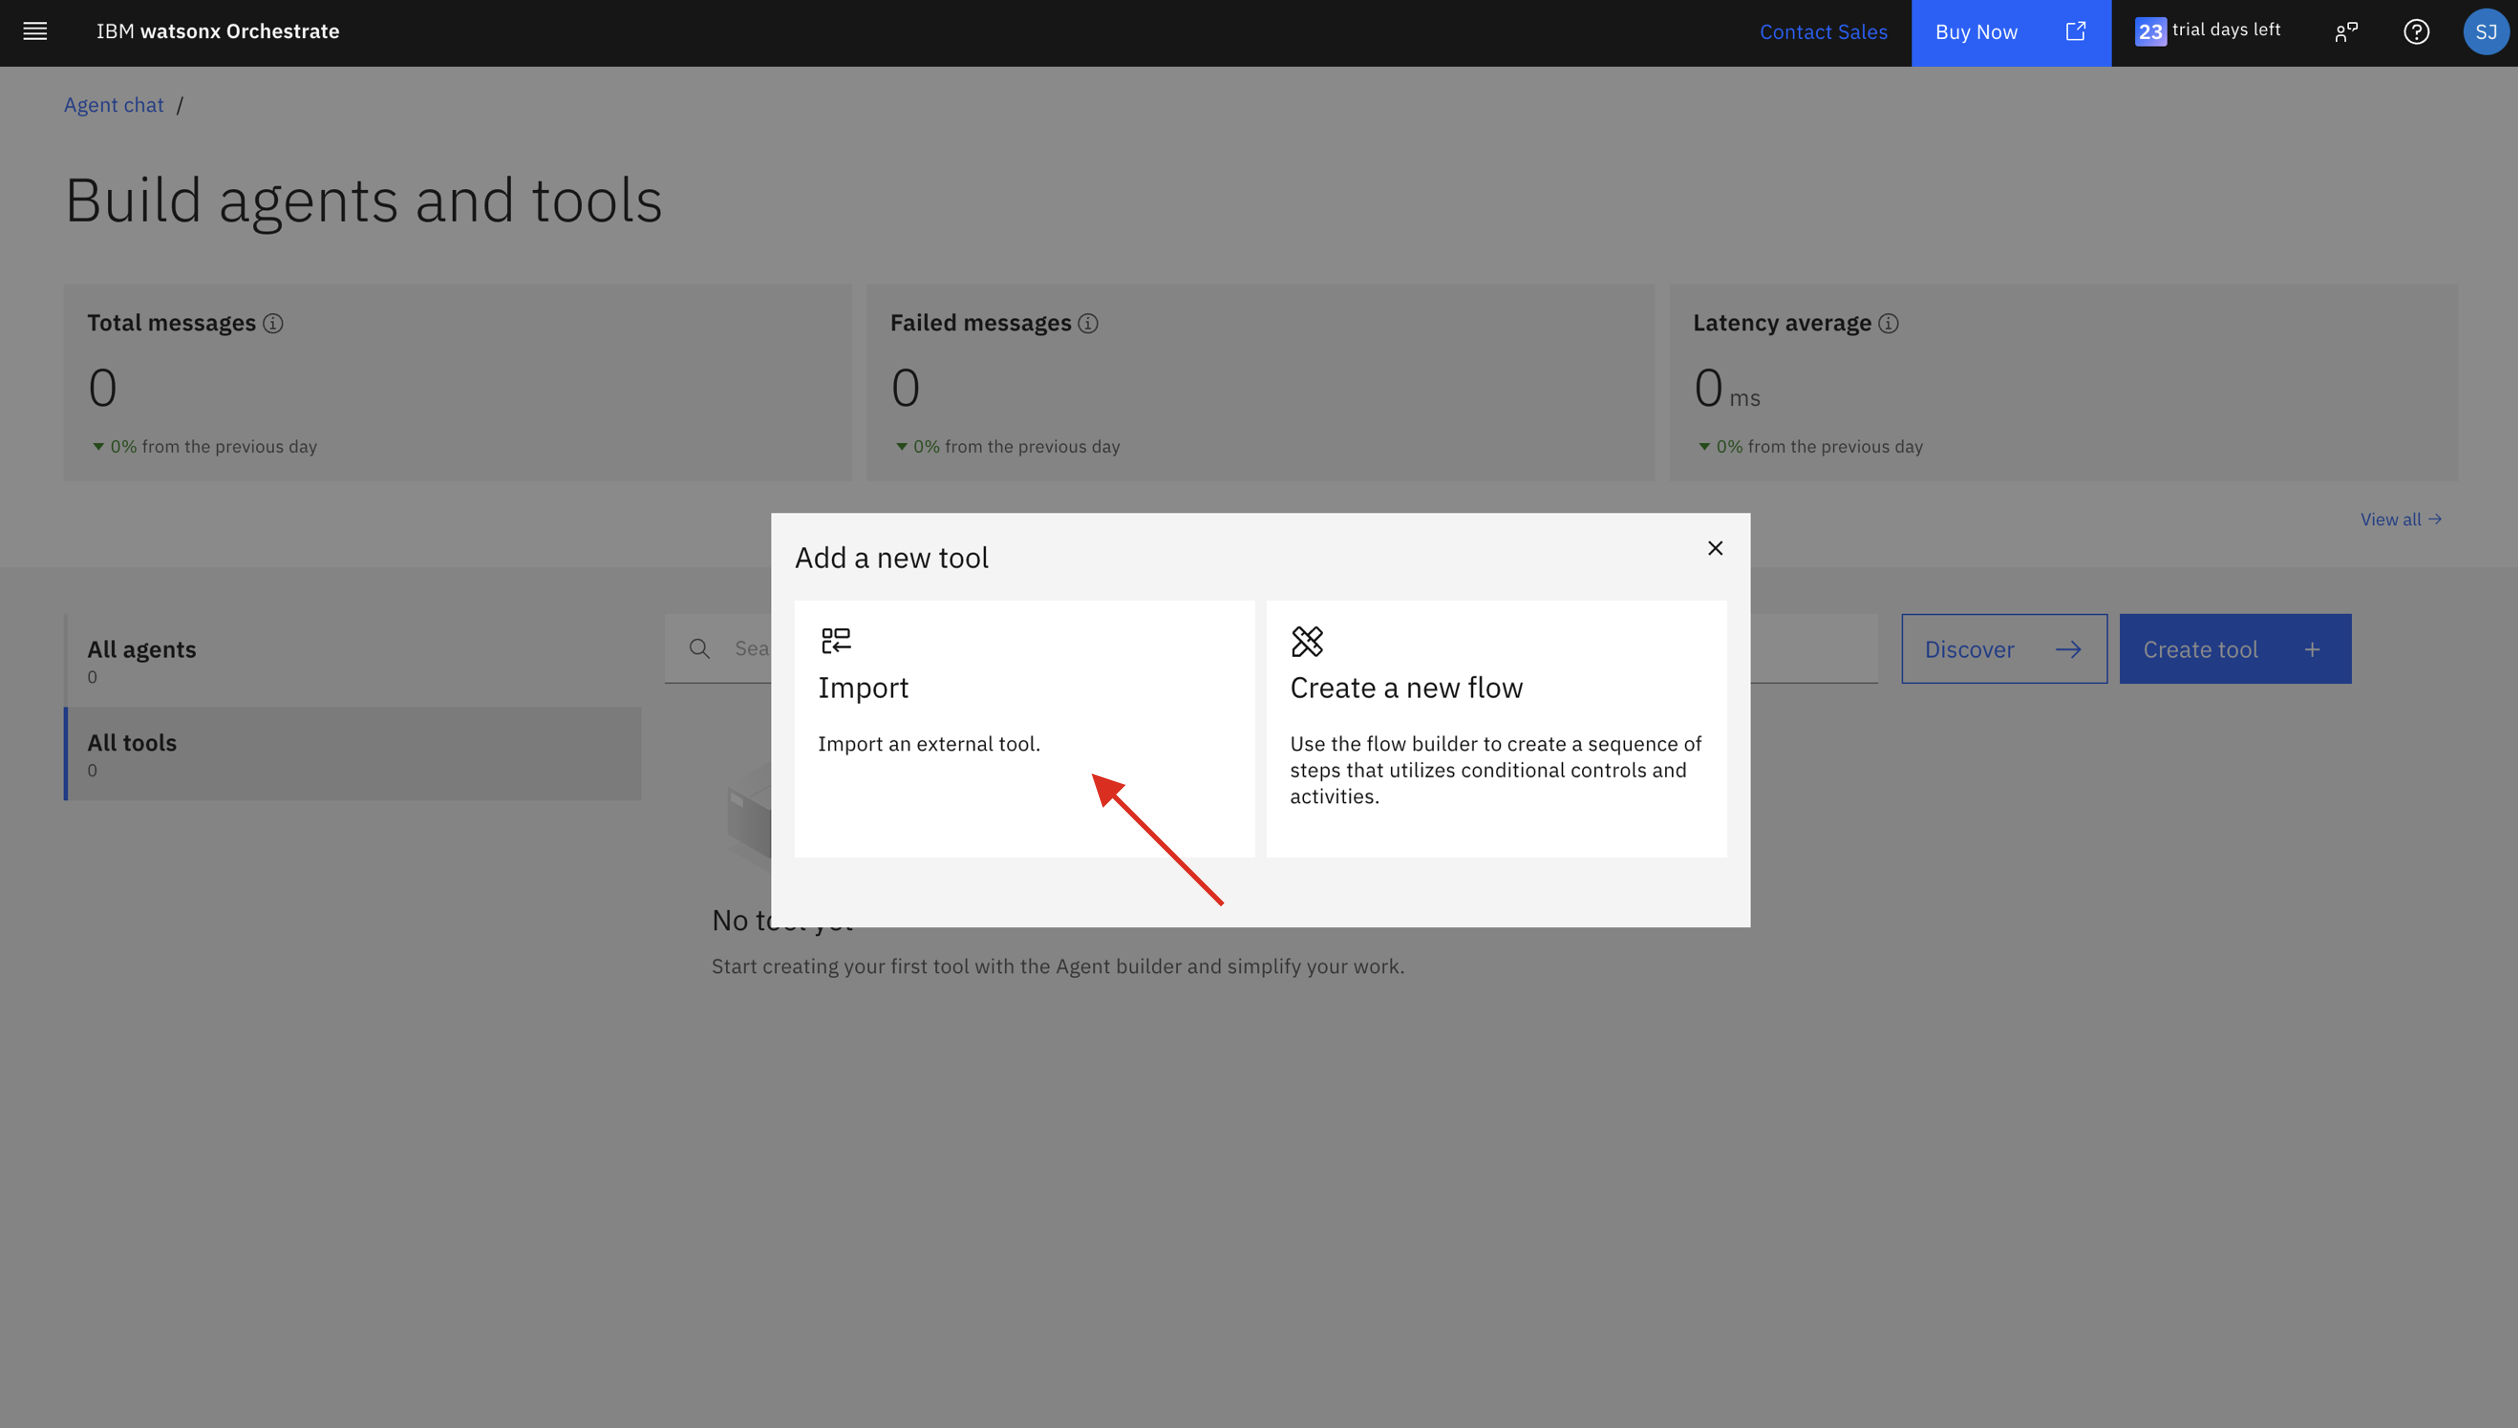 IBM watsonx Orchestrate
Contact Sales
Buy Now
23 trial days left
SJ
Agent chat /
Build agents and tools
Total messages
0
0% from the previous day
Failed messages
0
0% from the previous day
Latency average
0 ms
0% from the previous day
View all
Add a new tool
Import
Import an external tool.
Create a new flow
Use the flow builder to create a sequence of
steps that utilizes conditional controls and
activities.
All agents
0
All tools
0
Sea
Discover
Create tool +
No tool yet
Start creating your first tool with the Agent builder and simplify your work.